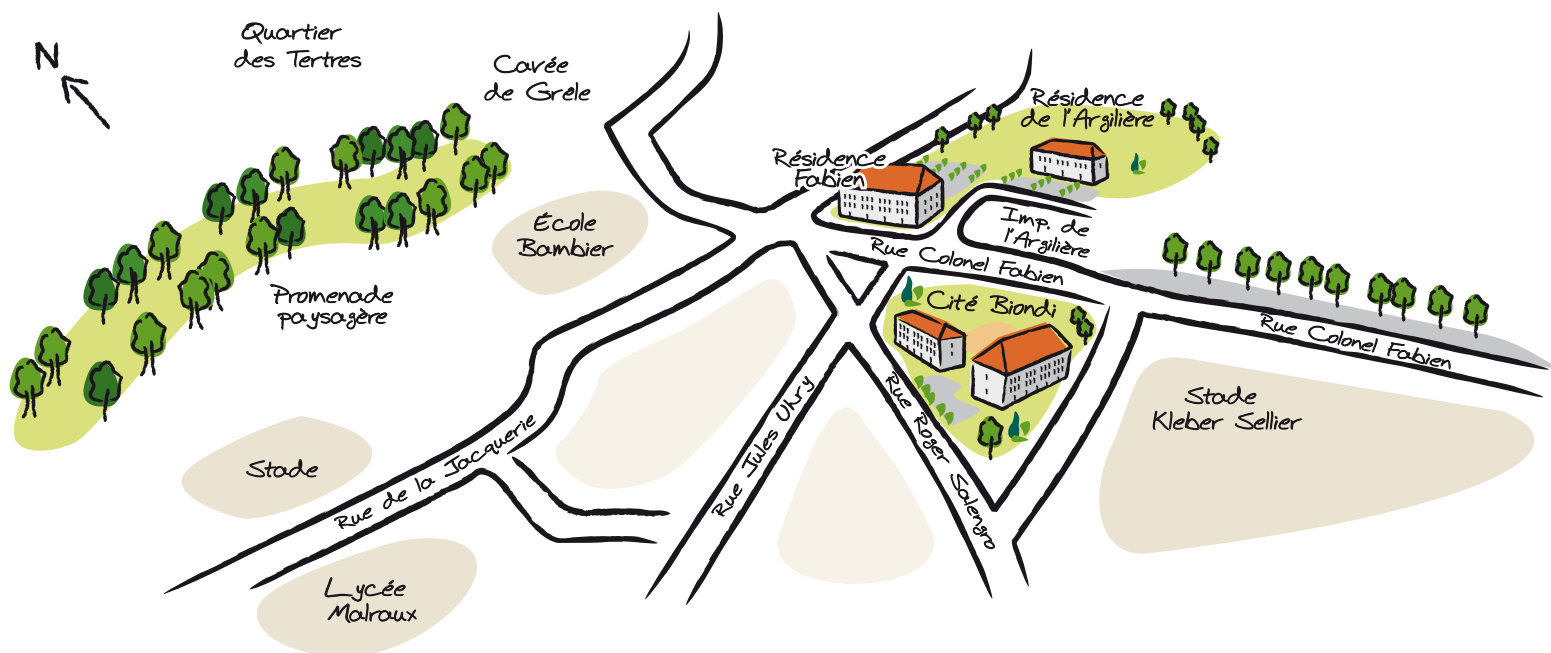 N
Quartier
des Tertres
Cavée
de Grêle
Résidence
de l'Argilière
Résidence
Fabien
École
Bambier
Imp. de
l'Argilière
Rue Colonel Fabien
Promenade
paysagère
Cité Biondi
Rue Colonel Fabien
Stade
Kleber Sellier
Rue Jules Uhry
Rue Roger Salengro
Stade
Rue de la Jacquerie
Lycée
Malraux